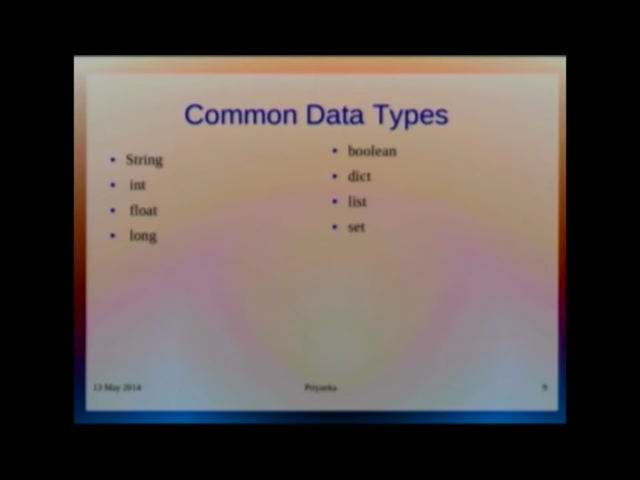 Common Data Types
• String
• int
• float
• long
• boolean
• dict
• list
• set
13 May 2014
Priyanka
9